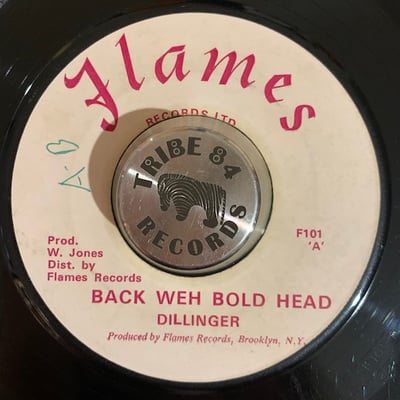 Flames
RECORDS LTD
TRIBE 84
RECORDS
Prod.
W. Jones
Dist. by
Flames Records
F101
'A'
BACK WEH BOLD HEAD
DILLINGER
Produced by Flames Records, Brooklyn, N.Y.